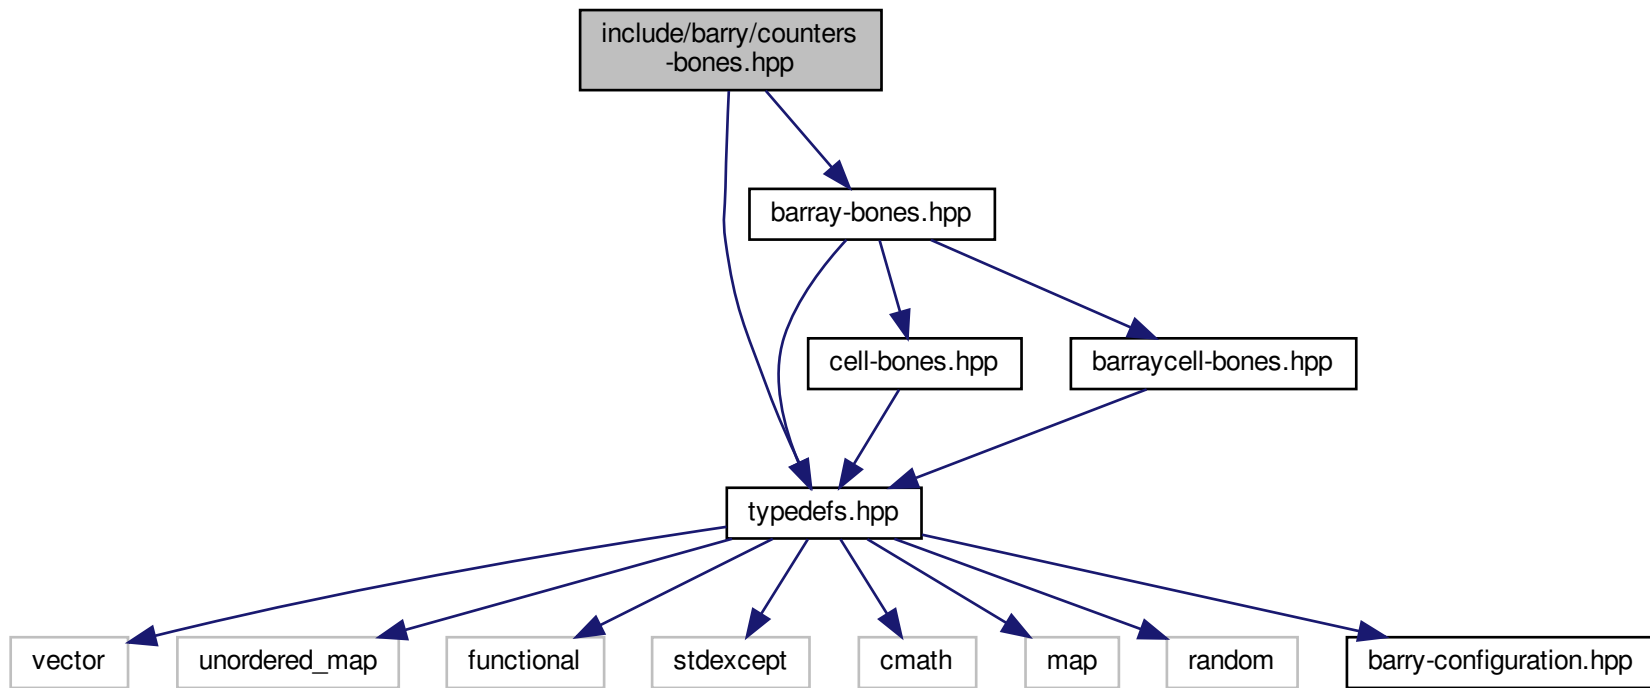 include/barry/counters
-bones.hpp
barray-bones.hpp
cell-bones.hpp
barraycell-bones.hpp
typedefs.hpp
vector
unordered_map
functional
stdexcept
cmath
map
random
barry-configuration.hpp